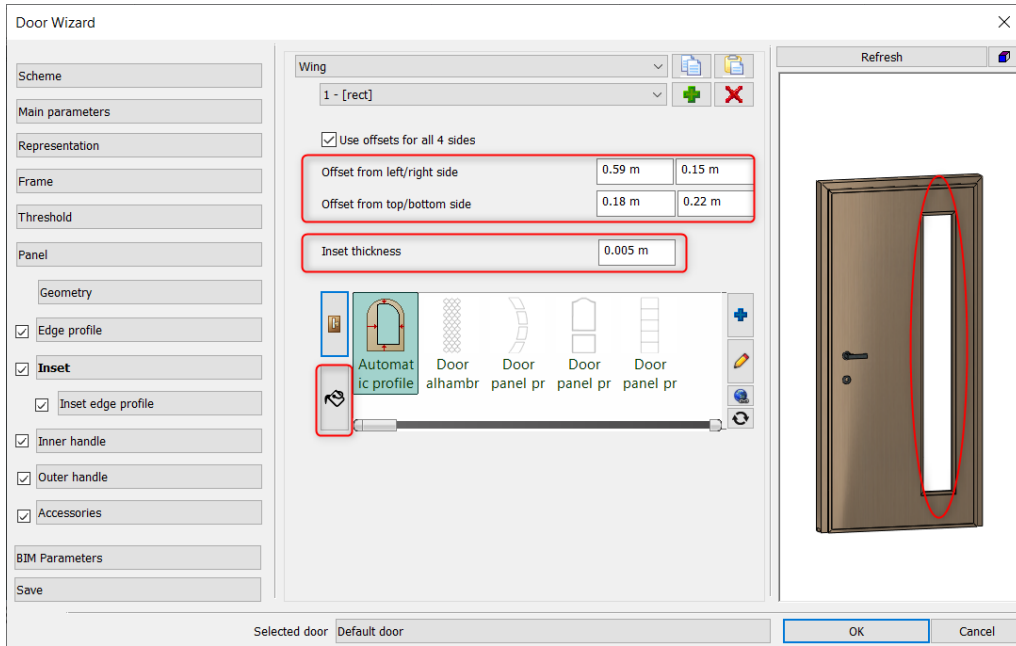 Door Wizard
Scheme
Main parameters
Representation
Frame
Threshold
Panel
Geometry
Edge profile
Inset
Inset edge profile
Inner handle
Outer handle
Accessories
BIM Parameters
Save
Wing
1 - [rect]
Use offsets for all 4 sides
Offset from left/right side 0.59 m 0.15 m
Offset from top/bottom side 0.18 m 0.22 m
Inset thickness 0.005 m
Automat
ic profile
Door
alhambr
Door
panel pr
Door
panel pr
Door
panel pr
Refresh
Selected door Default door
OK Cancel